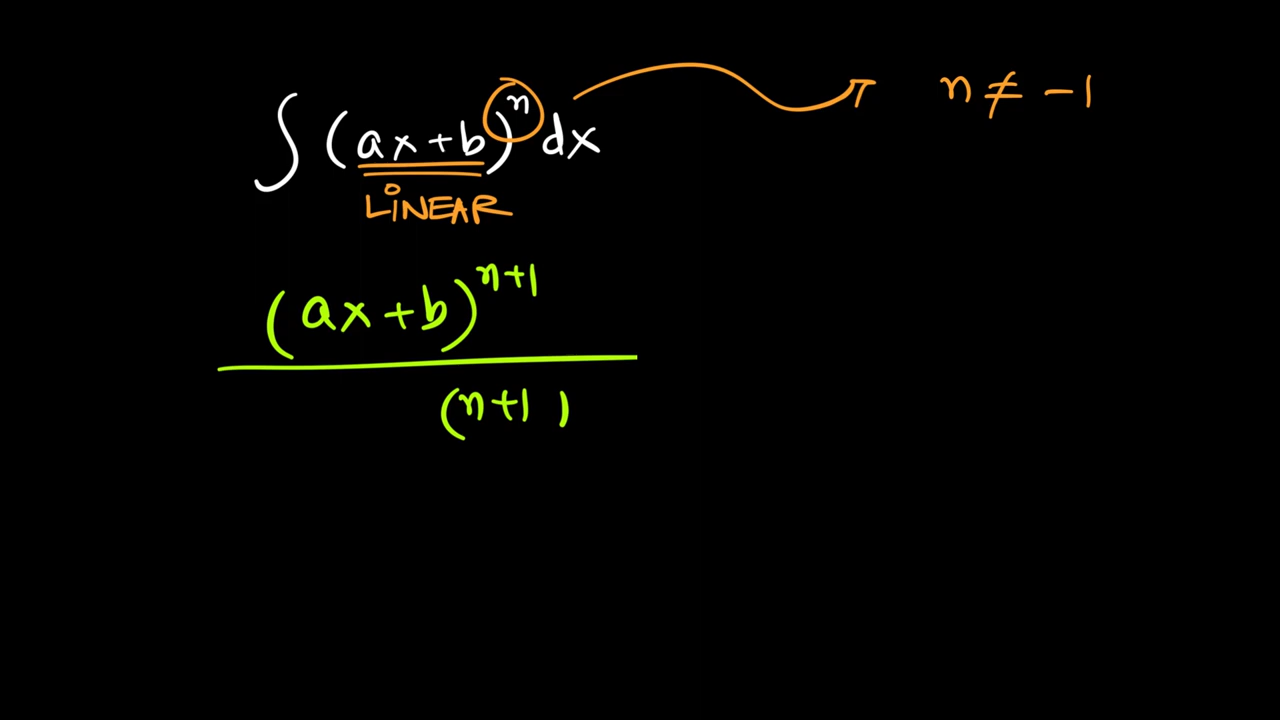 ∫ (ax+b)ⁿ dx n ≠ -1
LiNEAR
(ax+b)ⁿ⁺¹
(n+1)